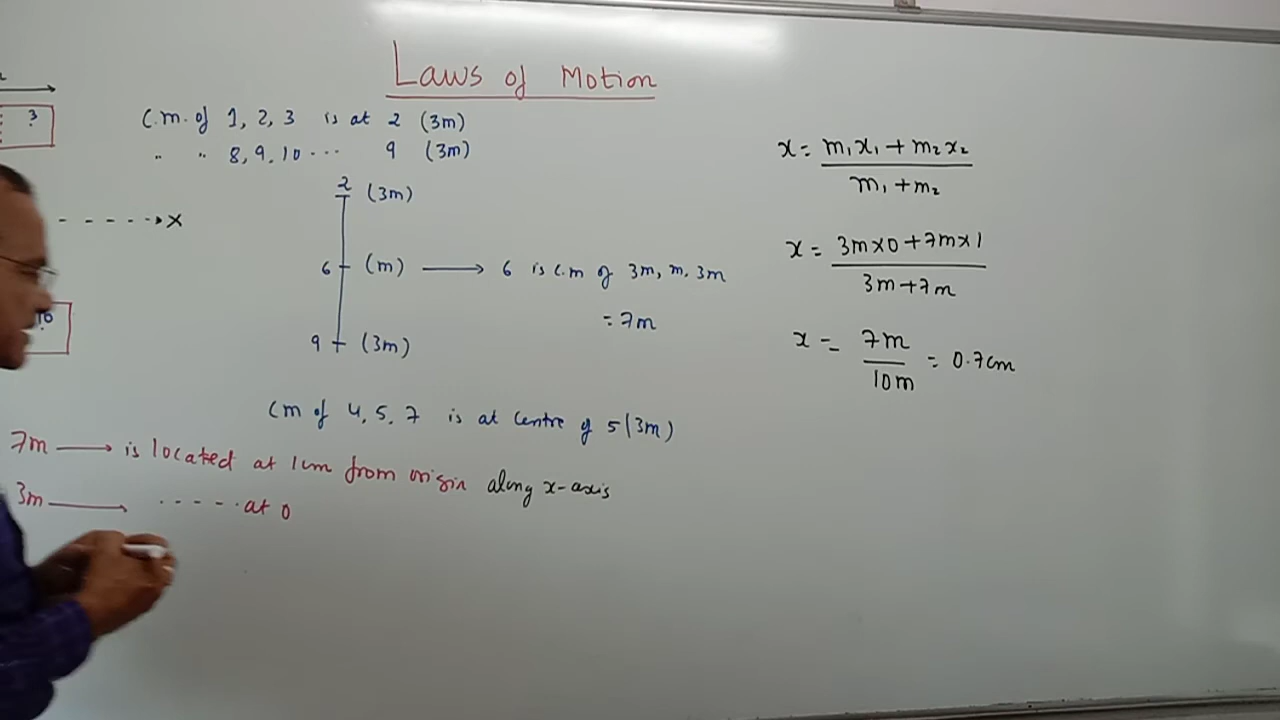 Laws of Motion
3
C.m. of 1, 2, 3 is at 2 (3m)
" " 8, 9, 10 ... 9 (3m)
2 (3m)
- - - - - → X
6 (m) ⟶ 6 is C.m of 3m, m, 3m
= 7m
10
9 (3m)
Cm of 4, 5, 7 is at centre of 5 (3m)
7m ⟶ is located at 1cm from origin along x-axis
3m ⟶ - - - - - at 0
x = m₁x₁ + m₂x₂ / m₁ + m₂
x = 3m×0 + 7m×1 / 3m + 7m
x = 7m / 10m = 0.7cm